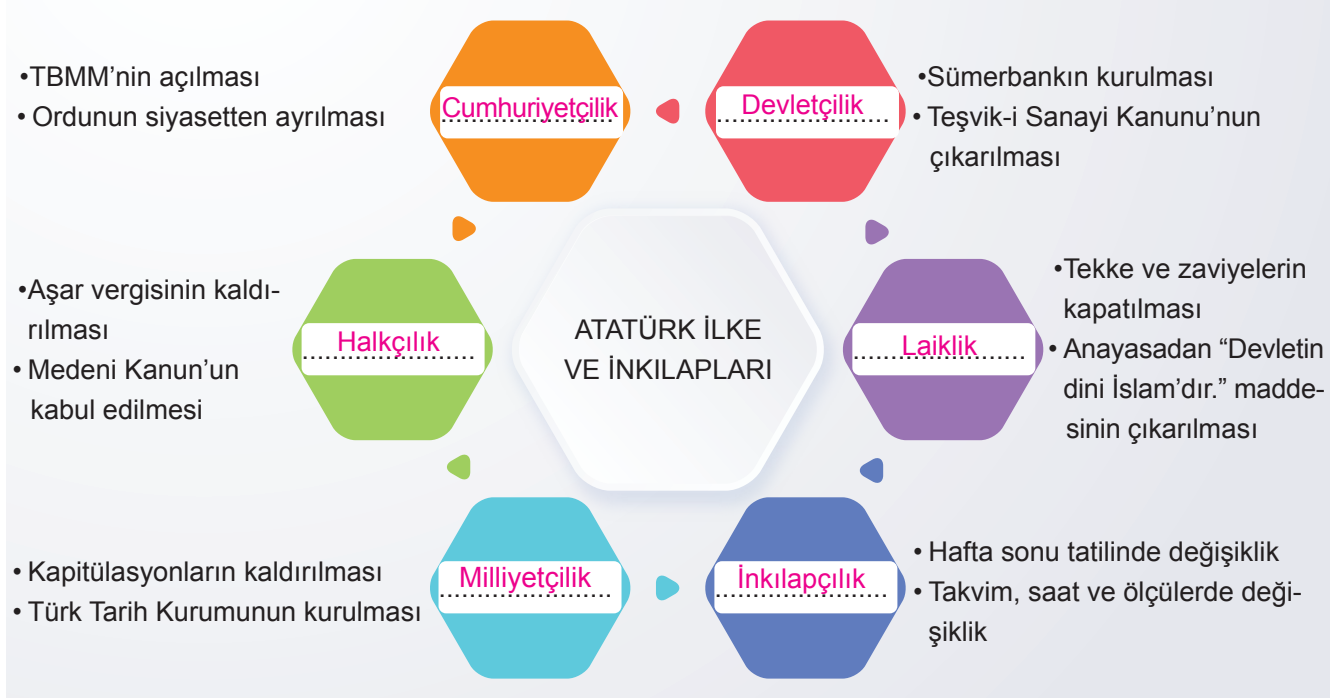 •TBMM’nin açılması
• Ordunun siyasetten ayrılması
Cumhuriyetçilik
Devletçilik
•Sümerbankın kurulması
• Teşvik-i Sanayi Kanunu’nun
çıkarılması
•Aşar vergisinin kaldı-
rılması
• Medeni Kanun’un
kabul edilmesi
Halkçılık
ATATÜRK İLKE
VE İNKILAPLARI
Laiklik
•Tekke ve zaviyelerin
kapatılması
• Anayasadan “Devletin
dini İslam’dır.” madde-
sinin çıkarılması
• Kapitülasyonların kaldırılması
• Türk Tarih Kurumunun kurulması
Milliyetçilik
İnkılapçılık
• Hafta sonu tatilinde değişiklik
• Takvim, saat ve ölçülerde deği-
şiklik